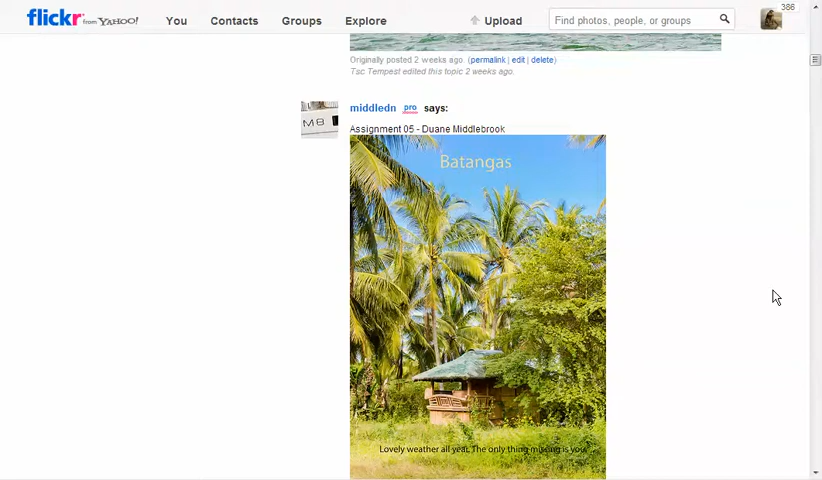 flickr from YAHOO!
You Contacts Groups Explore Upload Find photos, people, or groups 386
Originally posted 2 weeks ago. (permalink | edit | delete)
Tsc Tempest edited this topic 2 weeks ago.
middledn pro says:
M8
Assignment 05 - Duane Middlebrook
Batangas
Lovely weather all year. The only thing missing is you.